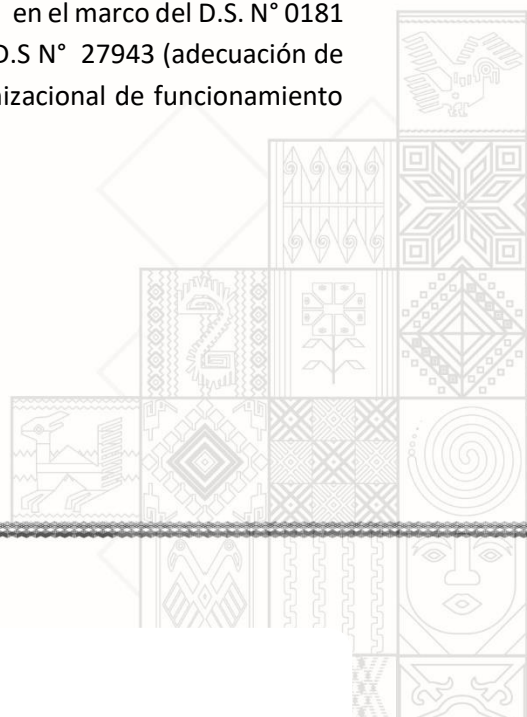 en el marco del D.S. N° 0181
D.S N° 27943 (adecuación de
nizacional de funcionamiento